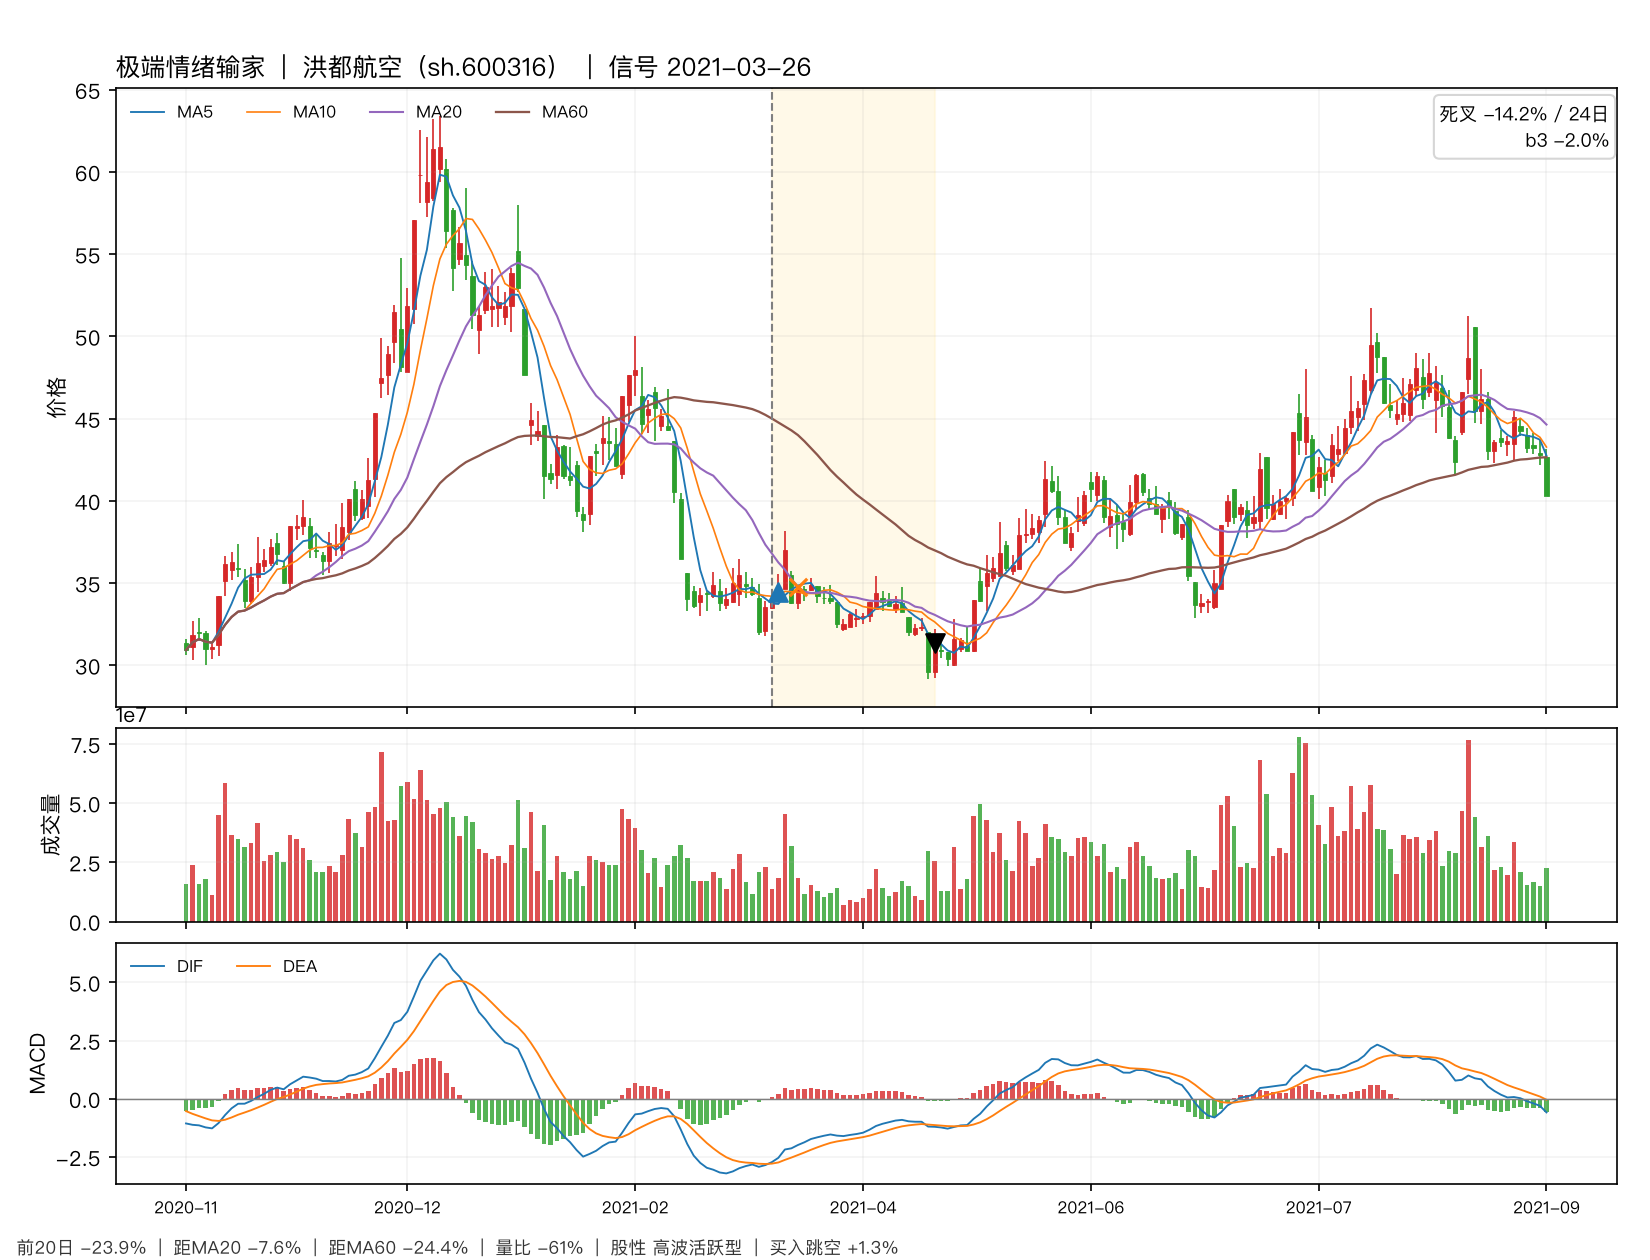 极端情绪输家 | 洪都航空（sh.600316） | 信号 2021-03-26
MA5 MA10 MA20 MA60
死叉 -14.2% / 24日
b3 -2.0%
65
60
55
50
45
40
35
30
价格
1e7
7.5
5.0
2.5
0.0
成交量
DIF DEA
5.0
2.5
0.0
-2.5
MACD
2020-11 2020-12 2021-02 2021-04 2021-06 2021-07 2021-09
前20日 -23.9% | 距MA20 -7.6% | 距MA60 -24.4% | 量比 -61% | 股性 高波活跃型 | 买入跳空 +1.3%